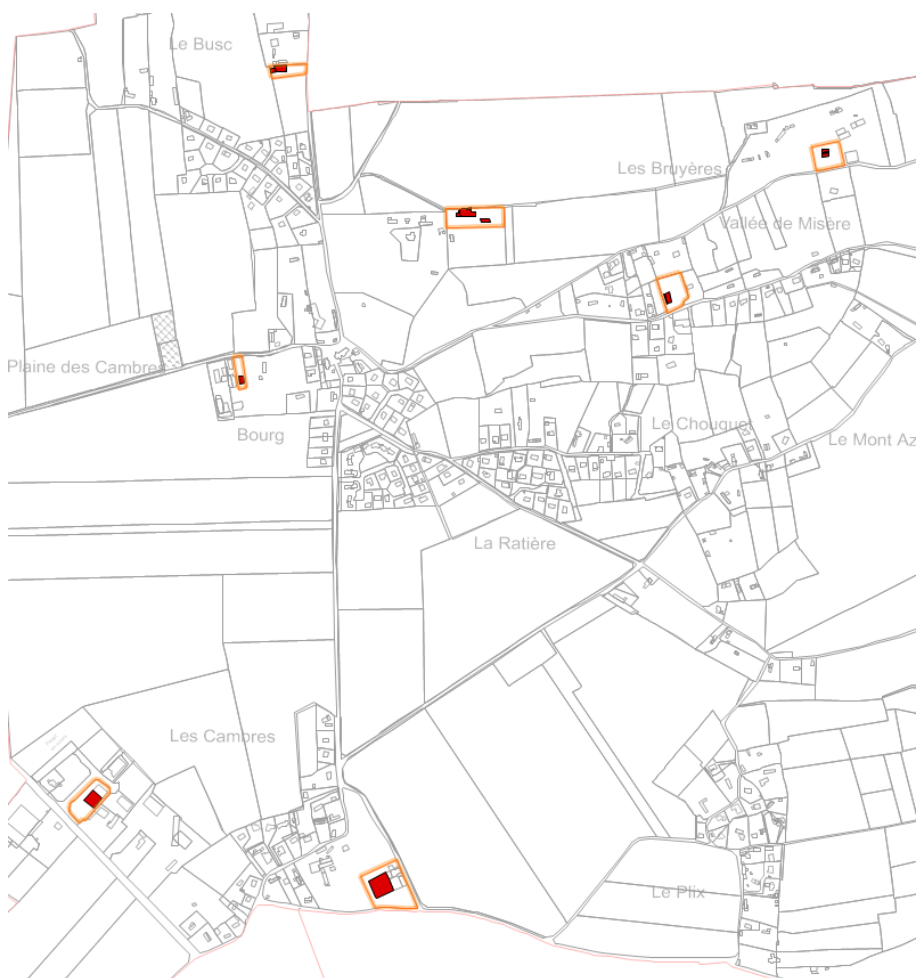 Le Busc
Les Bruyères
Vallée de Misère
Plaine des Cambres
Bourg
Le Chouquet
Le Mont Az
La Ratière
Les Cambres
Le Plix